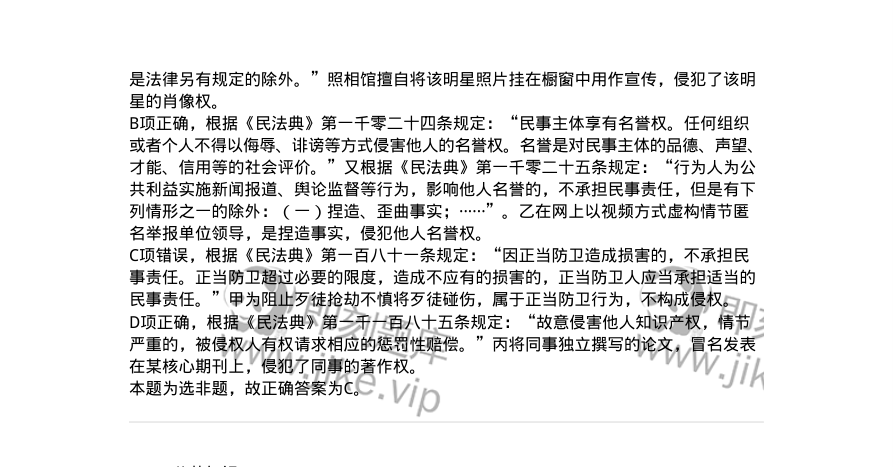 是法律另有规定的除外。”照相馆擅自将该明星照片挂在橱窗中用作宣传，侵犯了该明
星的肖像权。
B项正确，根据《民法典》第一千零二十四条规定：“民事主体享有名誉权。任何组织
或者个人不得以侮辱、诽谤等方式侵害他人的名誉权。名誉是对民事主体的品德、声望、
才能、信用等的社会评价。”又根据《民法典》第一千零二十五条规定：“行为人为公
共利益实施新闻报道、舆论监督等行为，影响他人名誉的，不承担民事责任，但是有下
列情形之一的除外：（一）捏造、歪曲事实；……”。乙在网上以视频方式虚构情节匿
名举报单位领导，是捏造事实，侵犯他人名誉权。
C项错误，根据《民法典》第一百八十一条规定：“因正当防卫造成损害的，不承担民
事责任。正当防卫超过必要的限度，造成不应有的损害的，正当防卫人应当承担适当的
民事责任。”甲为阻止歹徒抢劫不慎将歹徒碰伤，属于正当防卫行为，不构成侵权。
D项正确，根据《民法典》第一千一百八十五条规定：“故意侵害他人知识产权，情节
严重的，被侵权人有权请求相应的惩罚性赔偿。”丙将同事独立撰写的论文，冒名发表
在某核心期刊上，侵犯了同事的著作权。
本题为选非题，故正确答案为C。
即刻题库
www.jike.vip
即刻
www.jik